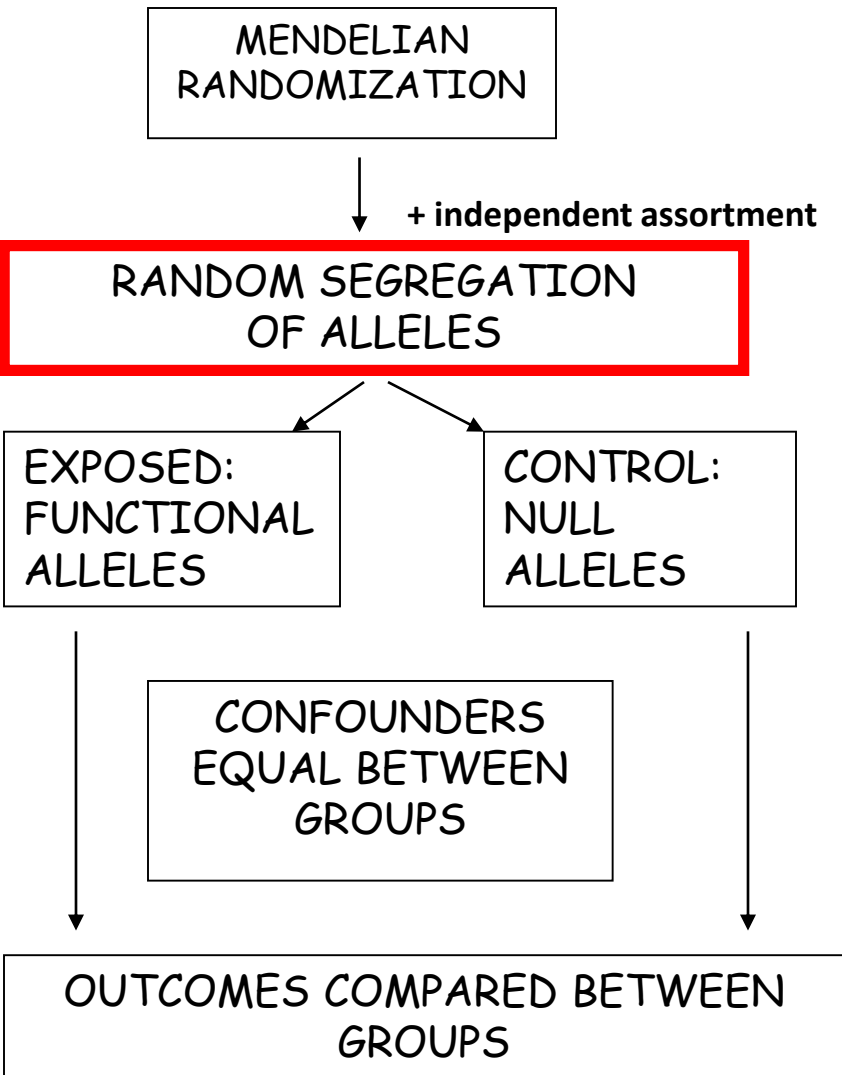 MENDELIAN
RANDOMIZATION
+ independent assortment
RANDOM SEGREGATION
OF ALLELES
EXPOSED:
FUNCTIONAL
ALLELES
CONTROL:
NULL
ALLELES
CONFOUNDERS
EQUAL BETWEEN
GROUPS
OUTCOMES COMPARED BETWEEN
GROUPS